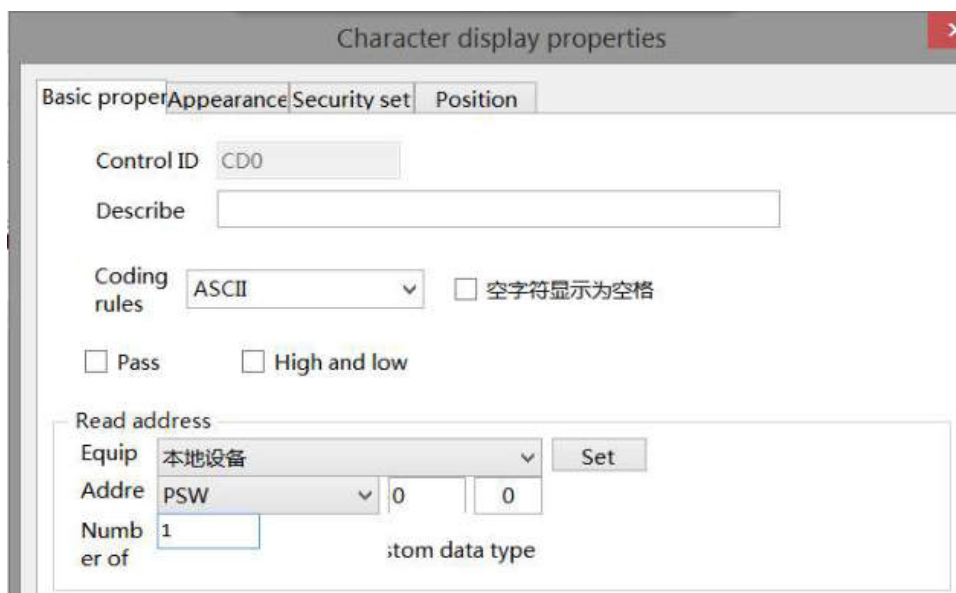 Character display properties
Basic proper Appearance Security set Position
Control ID CD0
Describe
Coding rules ASCII 空字符显示为空格
Pass High and low
Read address
Equip 本地设备 Set
Addre PSW 0 0
Numb er of 1
stom data type